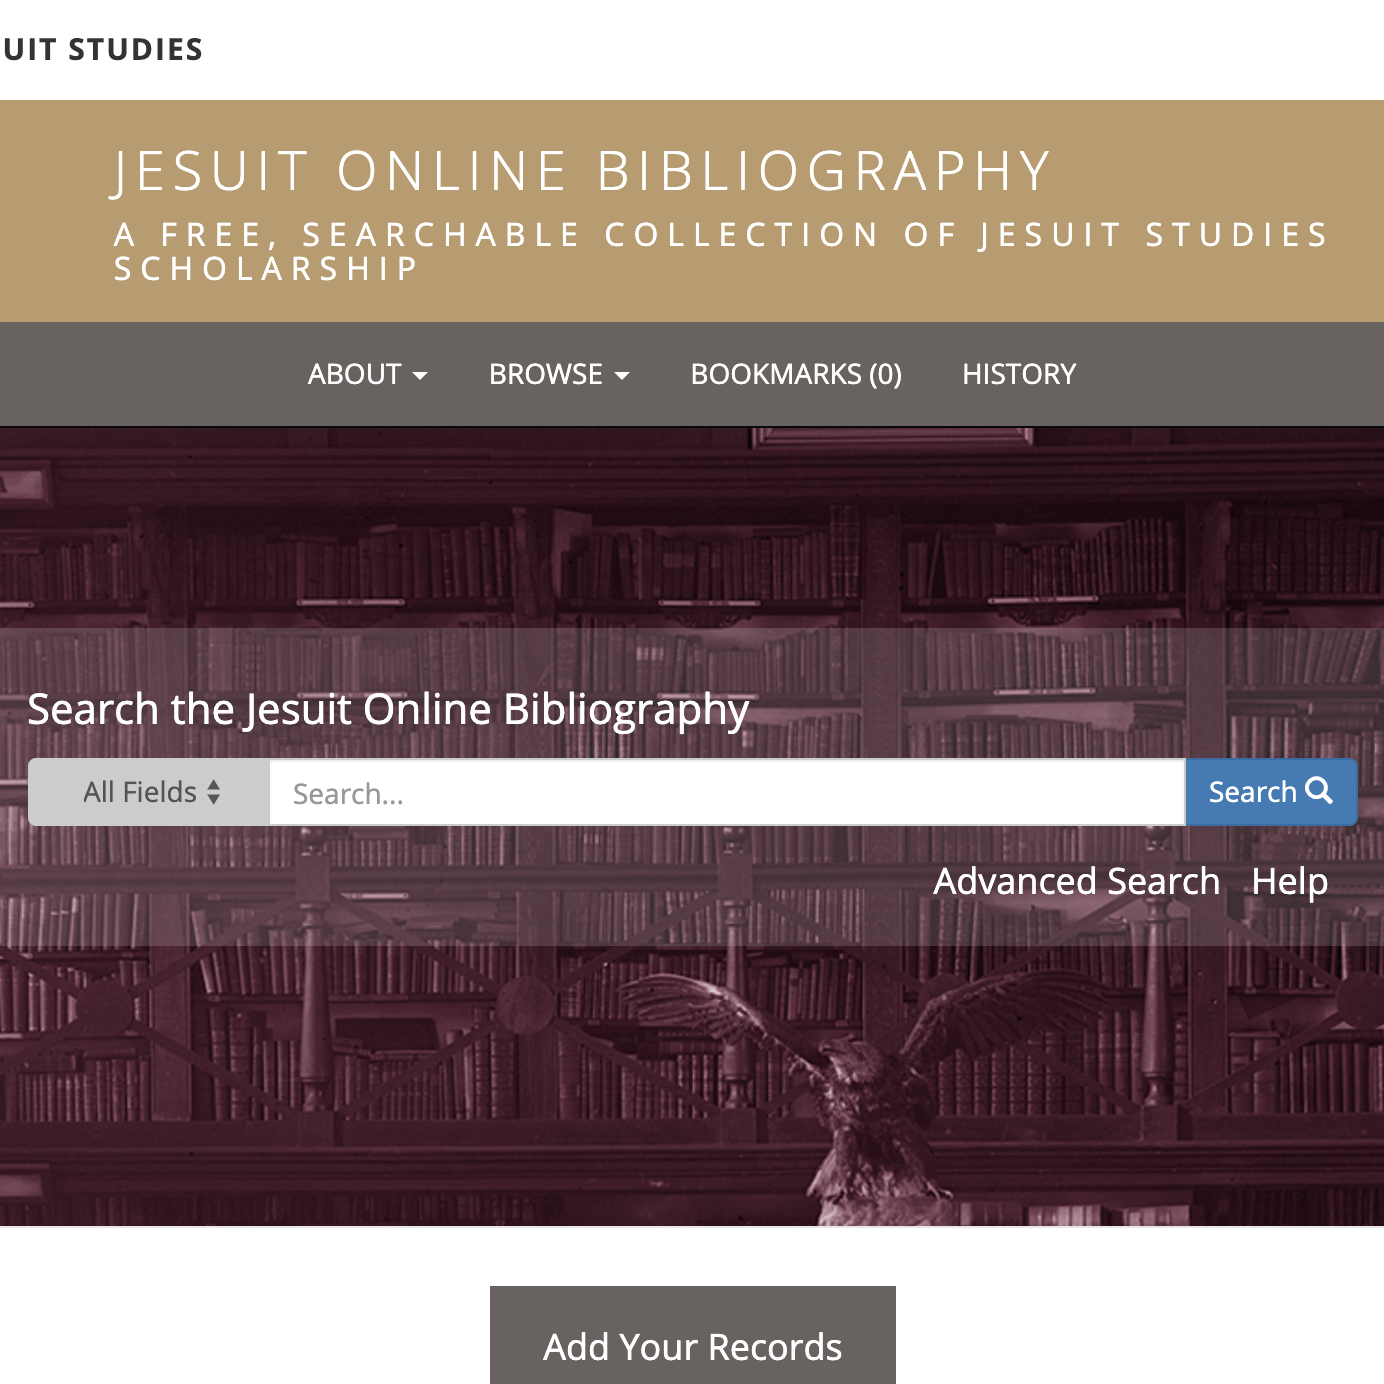 UIT STUDIES
JESUIT ONLINE BIBLIOGRAPHY
A FREE, SEARCHABLE COLLECTION OF JESUIT STUDIES
SCHOLARSHIP
ABOUT BROWSE BOOKMARKS (0) HISTORY
Search the Jesuit Online Bibliography
All Fields Search... Search
Advanced Search Help
Add Your Records